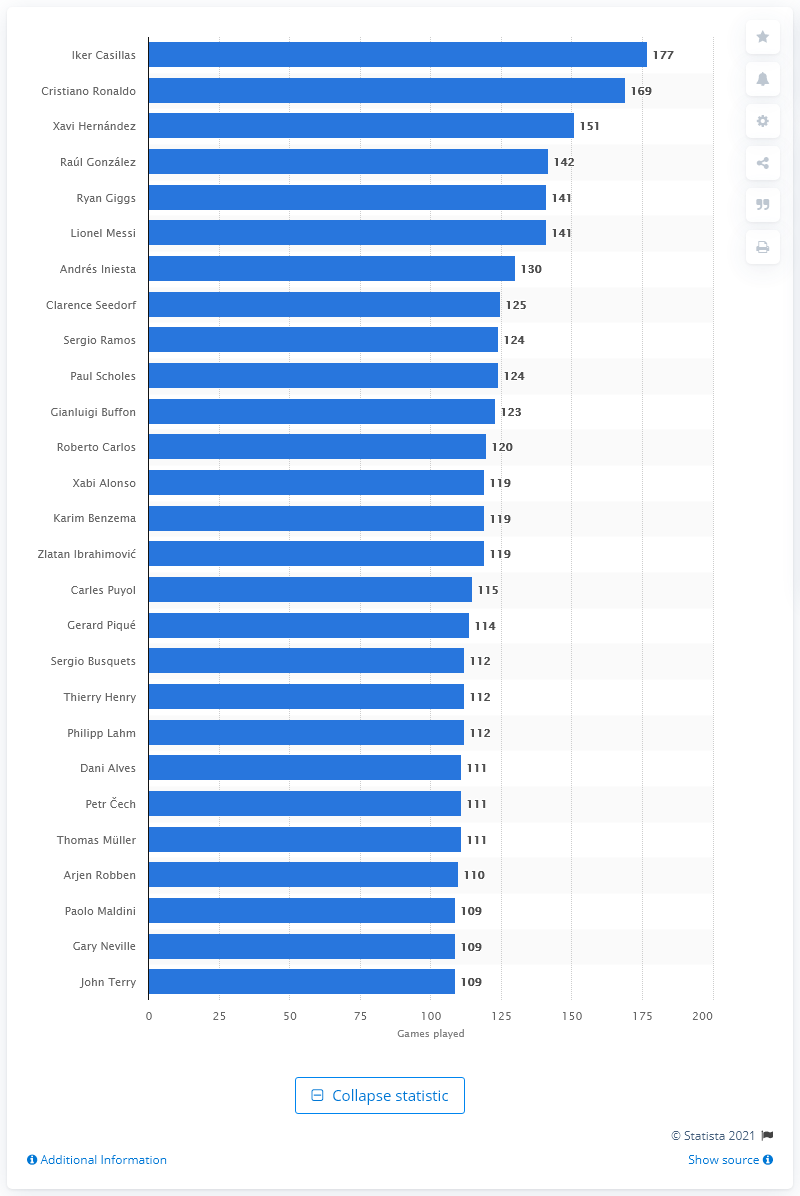 Iker Casillas 177
Cristiano Ronaldo 169
Xavi Hernández 151
Raúl González 142
Ryan Giggs 141
Lionel Messi 141
Andrés Iniesta 130
Clarence Seedorf 125
Sergio Ramos 124
Paul Scholes 124
Gianluigi Buffon 123
Roberto Carlos 120
Xabi Alonso 119
Karim Benzema 119
Zlatan Ibrahimović 119
Carles Puyol 115
Gerard Piqué 114
Sergio Busquets 112
Thierry Henry 112
Philipp Lahm 112
Dani Alves 111
Petr Čech 111
Thomas Müller 111
Arjen Robben 110
Paolo Maldini 109
Gary Neville 109
John Terry 109
0 25 50 75 100 125 150 175 200
Games played
Collapse statistic
© Statista 2021
Additional Information Show source